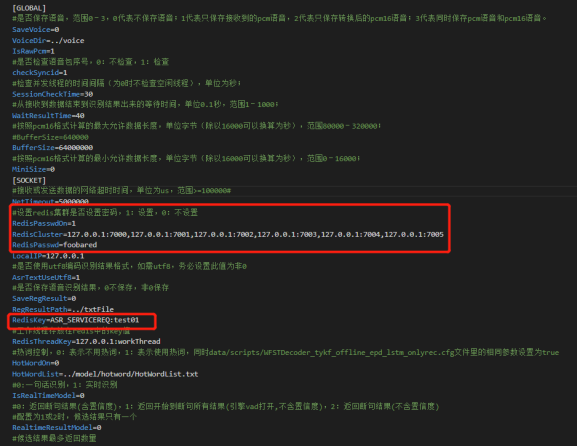 [GLOBAL]
#是否保存语音，范围0-3，0代表不保存语音；1代表只保存接收到的pcm语音，2代表只保存转换后的pcm16语音；3代表同时保存pcm语音和pcm16语音。
SaveVoice=0
VoiceDir=../voice
IsRawPcm=1
#是否检查语音包序号，0：不检查，1：检查
checkSyncid=1
#检查并发线程的时间间隔（为0时不检查空闲线程），单位为秒；
SessionCheckTime=30
#从接收到数据结束到识别结果出来的等待时间，单位0.1秒，范围1-1000；
WaitResultTime=40
#按照pcm16格式计算的最大允许数据长度，单位字节（除以16000可以换算为秒），范围80000-320000；
#BufferSize=640000
BufferSize=64000000
#按照pcm16格式计算的最小允许数据长度，单位字节（除以16000可以换算为秒），范围0-16000；
MiniSize=0
[SOCKET]
#接收或发送数据的网络超时时间，单位为us，范围>=100000#
NetTimeout=5000000
#设置redis集群是否设置密码，1：设置，0：不设置
RedisPasswdOn=1
RedisCluster=127.0.0.1:7000,127.0.0.1:7001,127.0.0.1:7002,127.0.0.1:7003,127.0.0.1:7004,127.0.0.1:7005
RedisPasswd=foobared
LocalIP=127.0.0.1
#是否使用utf8编码识别结果格式，如需utf8，务必设置此值为非0
AsrTextUseUtf8=1
#是否保存语音识别结果，0不保存，非0保存
SaveRegResult=0
RegResultPath=../txtFile
RedisKey=ASR_SERVICEREQ:test01
#工作线程存放在redis中的key值
RedisThreadKey=127.0.0.1:workThread
#热词控制，0：表示不用热词，1：表示使用热词，同时data/scripts/WFSTDecoder_tykf_offline_epd_lstm_onlyrec.cfg文件里的相同参数设置为true
HotWordOn=0
HotWordList=../model/hotword/HotWordList.txt
#0:一句话识别，1：实时识别
IsRealTimeModel=0
#0：返回断句结果(含置信度)，1：返回开始到断句所有结果(引擎vad打开,不含置信度)，2：返回断句结果(不含置信度)
#配置为1或2时，候选结果只有一个
RealtimeResultModel=0
#候选结果最多返回数量